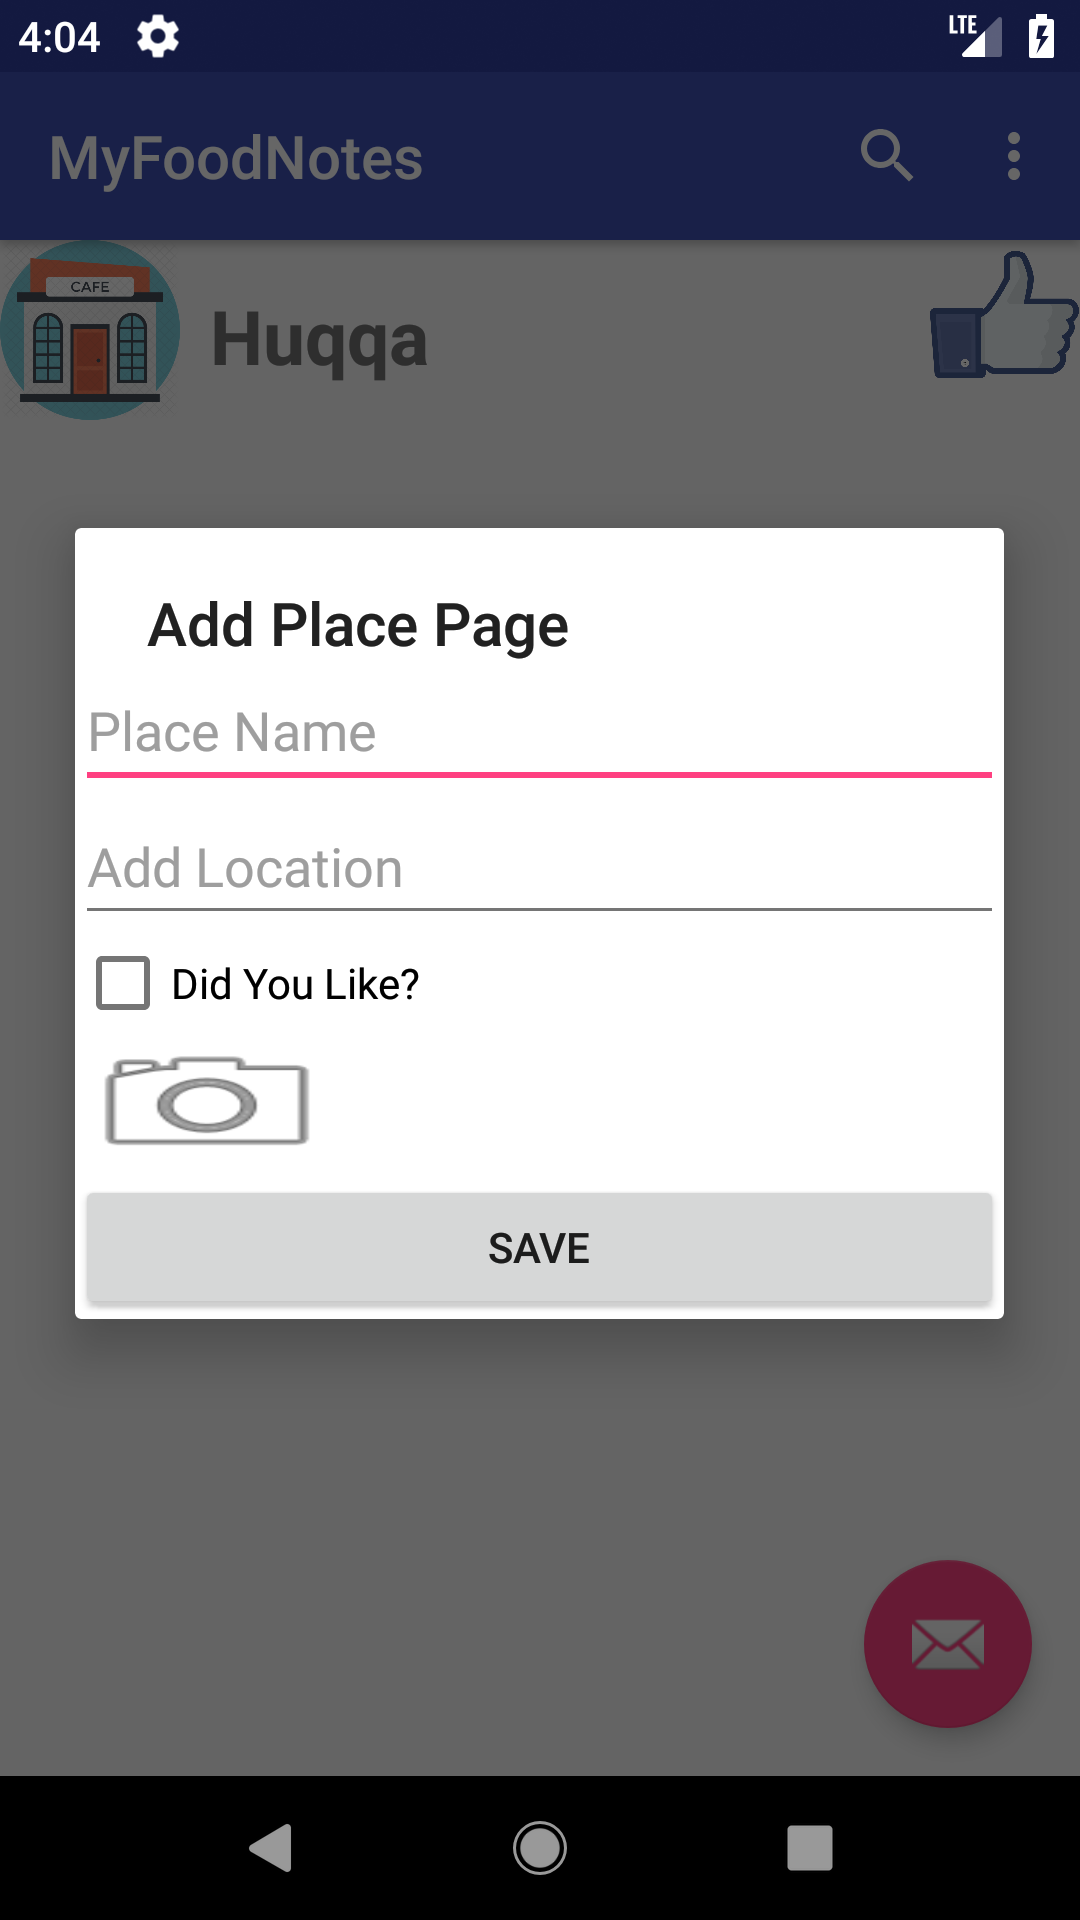 4:04
LTE
MyFoodNotes
CAFE
Huqqa
Add Place Page
Place Name
Add Location
Did You Like?
SAVE